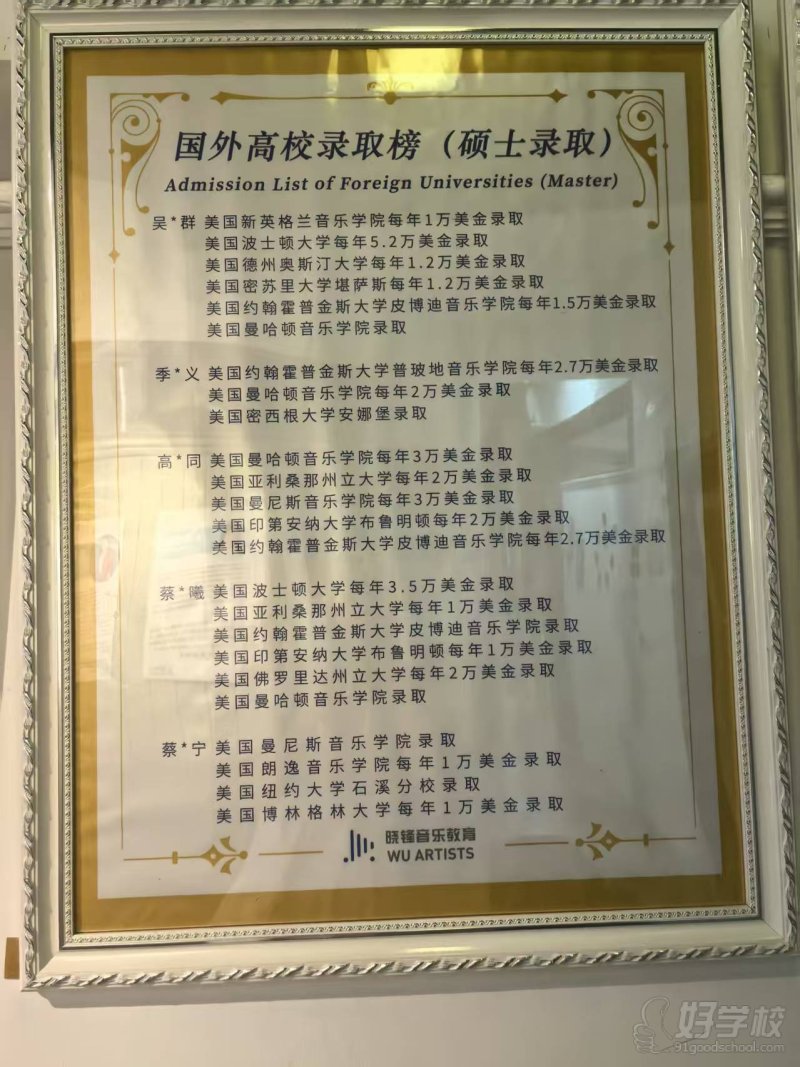 国外高校录取榜（硕士录取）
Admission List of Foreign Universities (Master)
吴*群 美国新英格兰音乐学院每年1万美金录取
美国波士顿大学每年5.2万美金录取
美国德州奥斯汀大学每年1.2万美金录取
美国密苏里大学堪萨斯每年1.2万美金录取
美国约翰霍普金斯大学皮博迪音乐学院每年1.5万美金录取
美国曼哈顿音乐学院录取
季*义 美国约翰霍普金斯大学普玻地音乐学院每年2.7万美金录取
美国曼哈顿音乐学院每年2万美金录取
美国密西根大学安娜堡录取
高*同 美国曼哈顿音乐学院每年3万美金录取
美国亚利桑那州立大学每年2万美金录取
美国曼尼斯音乐学院每年3万美金录取
美国印第安纳大学布鲁明顿每年2万美金录取
美国约翰霍普金斯大学皮博迪音乐学院每年2.7万美金录取
蔡*曦 美国波士顿大学每年3.5万美金录取
美国亚利桑那州立大学每年1万美金录取
美国约翰霍普金斯大学皮博迪音乐学院录取
美国印第安纳大学布鲁明顿每年1万美金录取
美国佛罗里达州立大学每年2万美金录取
美国曼哈顿音乐学院录取
蔡*宁 美国曼尼斯音乐学院录取
美国朗逸音乐学院每年1万美金录取
美国纽约大学石溪分校录取
美国博林格林大学每年1万美金录取
晓锋音乐教育
WU ARTISTS
好学校
91goodschool.com